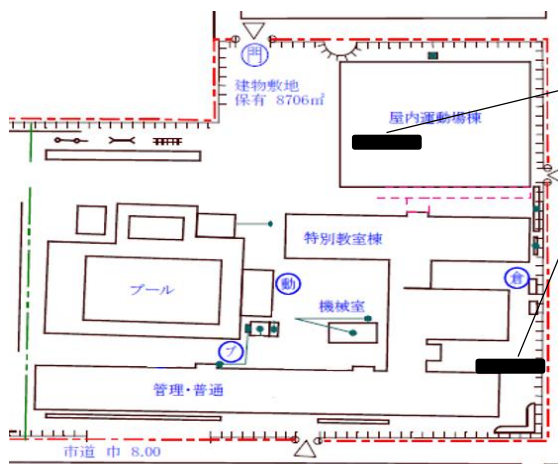 門
建物敷地
保有 8706㎡
屋内運動場棟
特別教室棟
倉
プール
動
機械室
プ
管理・普通
市道 巾 8.00